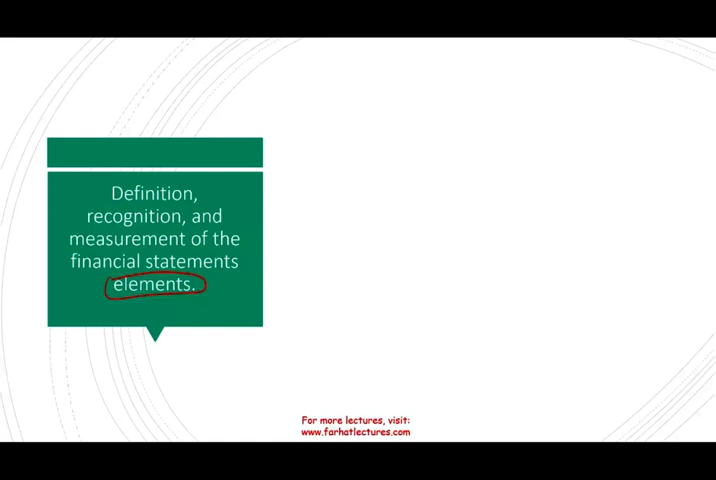 Definition,
recognition, and
measurement of the
financial statements
elements.
For more lectures, visit:
www.farhatlectures.com